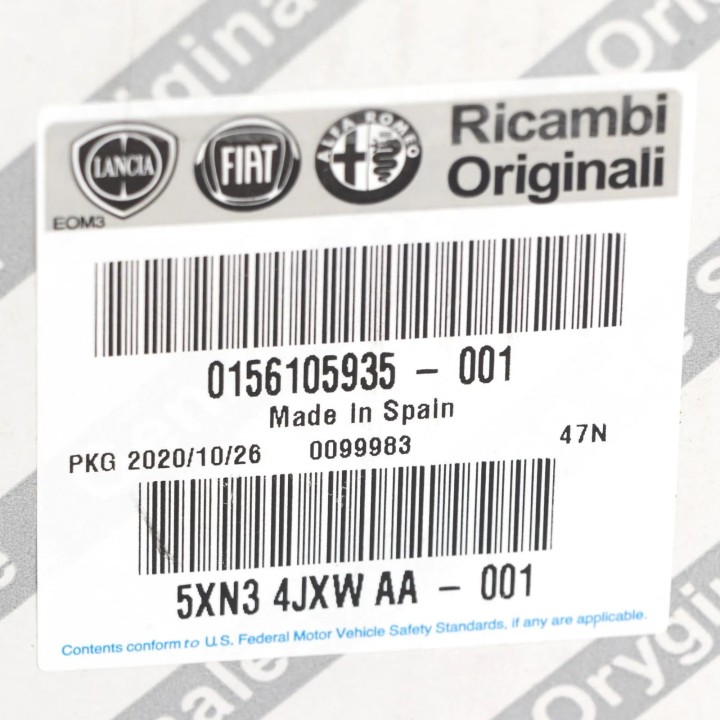 LANCIA FIAT ALFA ROMEO Ricambi
Originali
EOM3
0156105935 - 001
Made In Spain
PKG 2020/10/26 0099983 47N
5XN3 4JXW AA - 001
Contents conform to U.S. Federal Motor Vehicle Safety Standards, if any are applicable.